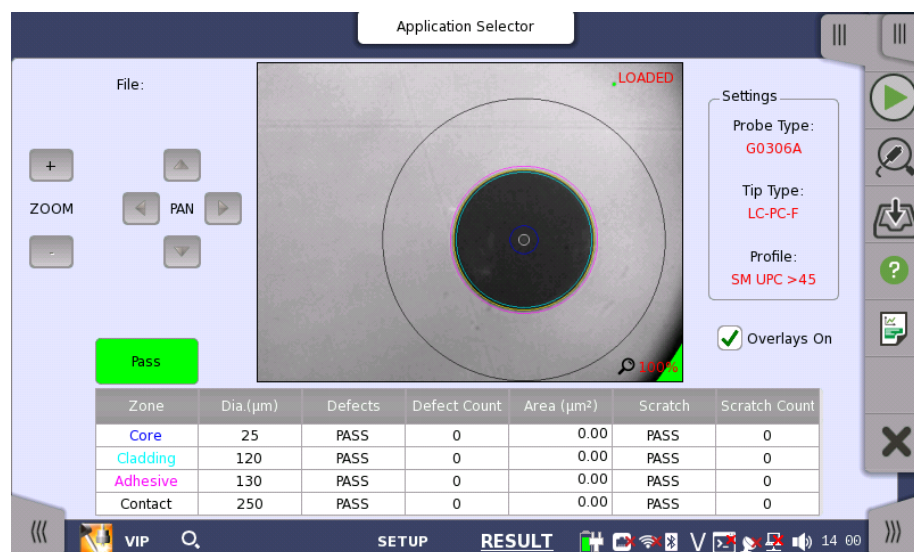 Application Selector
File:
LOADED
Settings
Probe Type:
G0306A
Tip Type:
LC-PC-F
Profile:
SM UPC >45
+
ZOOM
-
PAN
Overlays On
100%
Pass
Zone Dia.(µm) Defects Defect Count Area (µm²) Scratch Scratch Count
Core 25 PASS 0 0.00 PASS 0
Cladding 120 PASS 0 0.00 PASS 0
Adhesive 130 PASS 0 0.00 PASS 0
Contact 250 PASS 0 0.00 PASS 0
VIP SETUP RESULT V 14 00